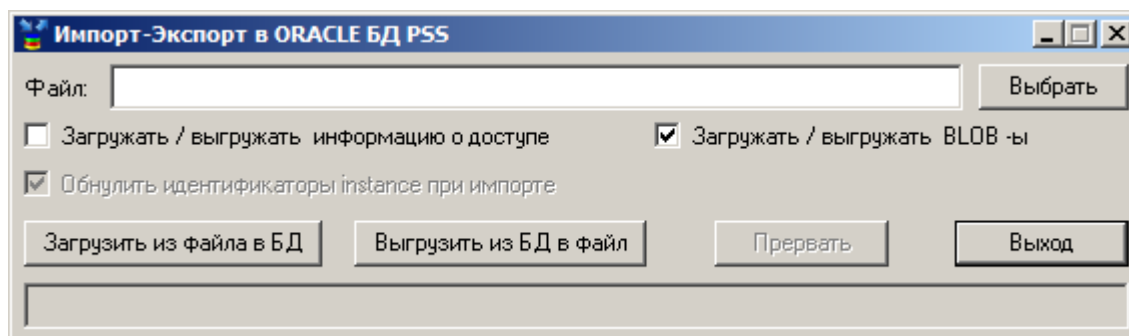 Импорт-Экспорт в ORACLE БД PSS
Файл: Выбрать
Загружать / выгружать информацию о доступе Загружать / выгружать BLOB -ы
Обнулить идентификаторы instance при импорте
Загрузить из файла в БД Выгрузить из БД в файл Прервать Выход